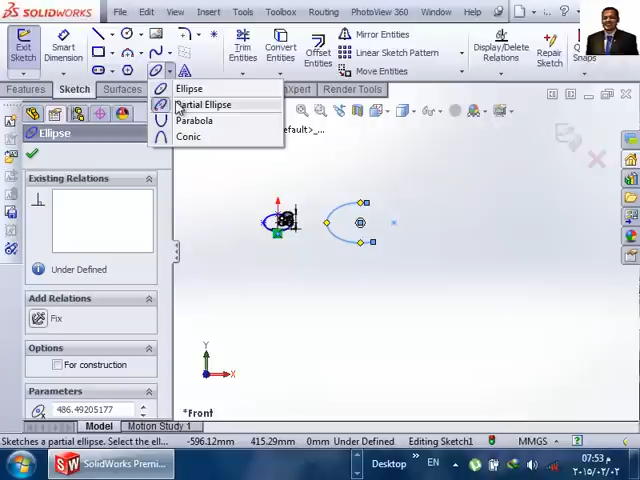 SOLIDWORKS File Edit View Insert Tools Routing PhotoView 360 Window Help
Exit Sketch
Smart Dimension
Trim Entities
Convert Entities
Offset Entities
Mirror Entities
Linear Sketch Pattern
Move Entities
Display/Delete Relations
Repair Sketch
Features Sketch Surfaces
Render Tools
Ellipse
Partial Ellipse
Parabola
Conic
Ellipse
Existing Relations
Under Defined
Add Relations
Fix
Options
For construction
Parameters
486.49205177
Y
X
*Front
Model Motion Study 1
Sketches a partial ellipse. Select the ell... -596.12mm 415.29mm 0mm Under Defined Editing Sketch1 MMGS
SolidWorks Premi...
Desktop
EN
07:53 م
٢٠١٥/٠٢/٠٢